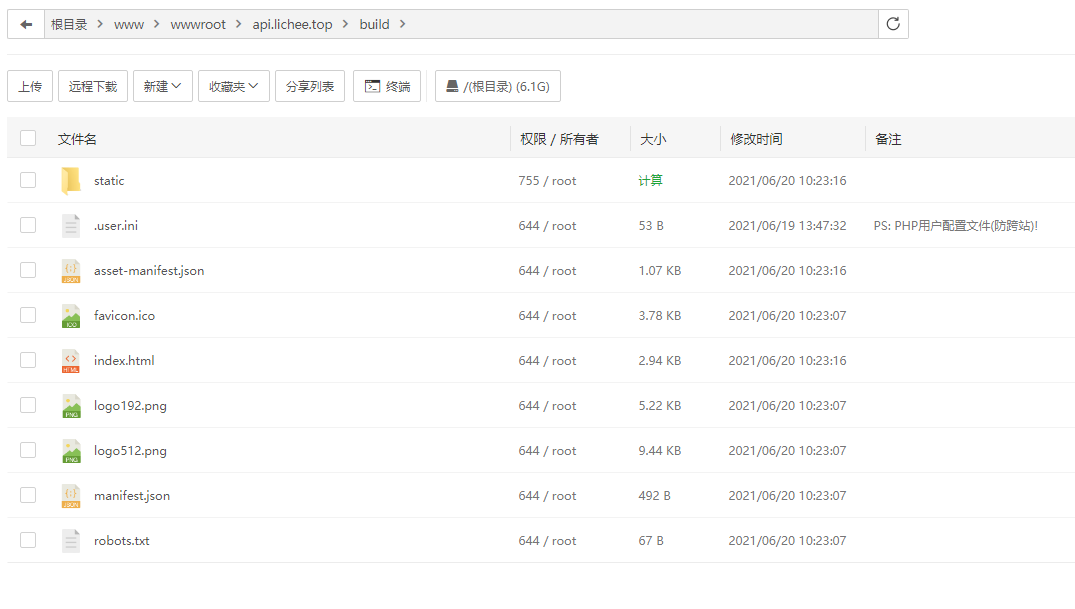 根目录 > www > wwwroot > api.lichee.top > build >
上传 远程下载 新建 收藏夹 分享列表 终端 /(根目录) (6.1G)
文件名 权限 / 所有者 大小 修改时间 备注
static 755 / root 计算 2021/06/20 10:23:16
.user.ini 644 / root 53 B 2021/06/19 13:47:32 PS: PHP用户配置文件(防跨站)!
JSON asset-manifest.json 644 / root 1.07 KB 2021/06/20 10:23:16
ICO favicon.ico 644 / root 3.78 KB 2021/06/20 10:23:07
HTML index.html 644 / root 2.94 KB 2021/06/20 10:23:16
PNG logo192.png 644 / root 5.22 KB 2021/06/20 10:23:07
PNG logo512.png 644 / root 9.44 KB 2021/06/20 10:23:07
JSON manifest.json 644 / root 492 B 2021/06/20 10:23:07
robots.txt 644 / root 67 B 2021/06/20 10:23:07